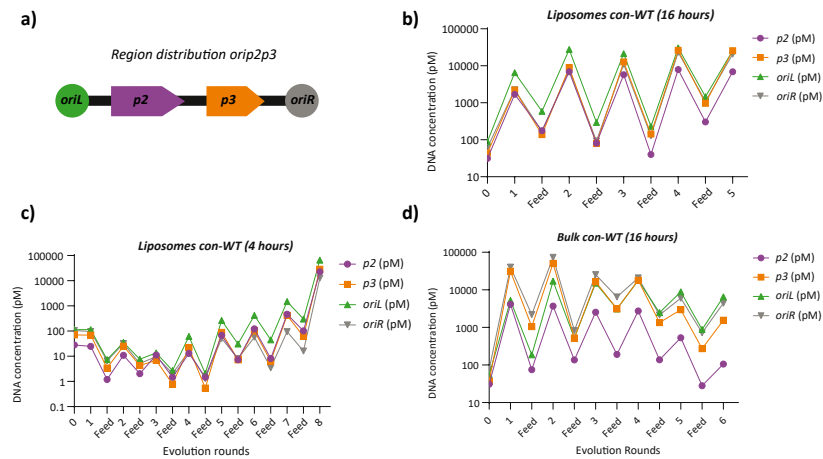 a)
Region distribution orip2p3
oriL
p2
p3
oriR
b)
Liposomes con-WT (16 hours)
DNA concentration (pM)
100000
10000
1000
100
10
0
1
Feed
2
Feed
3
Feed
4
Feed
5
p2 (pM)
p3 (pM)
oriL (pM)
oriR (pM)
c)
Liposomes con-WT (4 hours)
DNA concentration (pM)
100000
10000
1000
100
10
1
0.1
0
1
Feed
2
Feed
3
Feed
4
Feed
5
Feed
6
Feed
7
Feed
8
Evolution rounds
p2 (pM)
p3 (pM)
oriL (pM)
oriR (pM)
d)
Bulk con-WT (16 hours)
DNA concentration (pM)
100000
10000
1000
100
10
0
1
Feed
2
Feed
3
Feed
4
Feed
5
Feed
6
Evolution Rounds
p2 (pM)
p3 (pM)
oriL (pM)
oriR (pM)